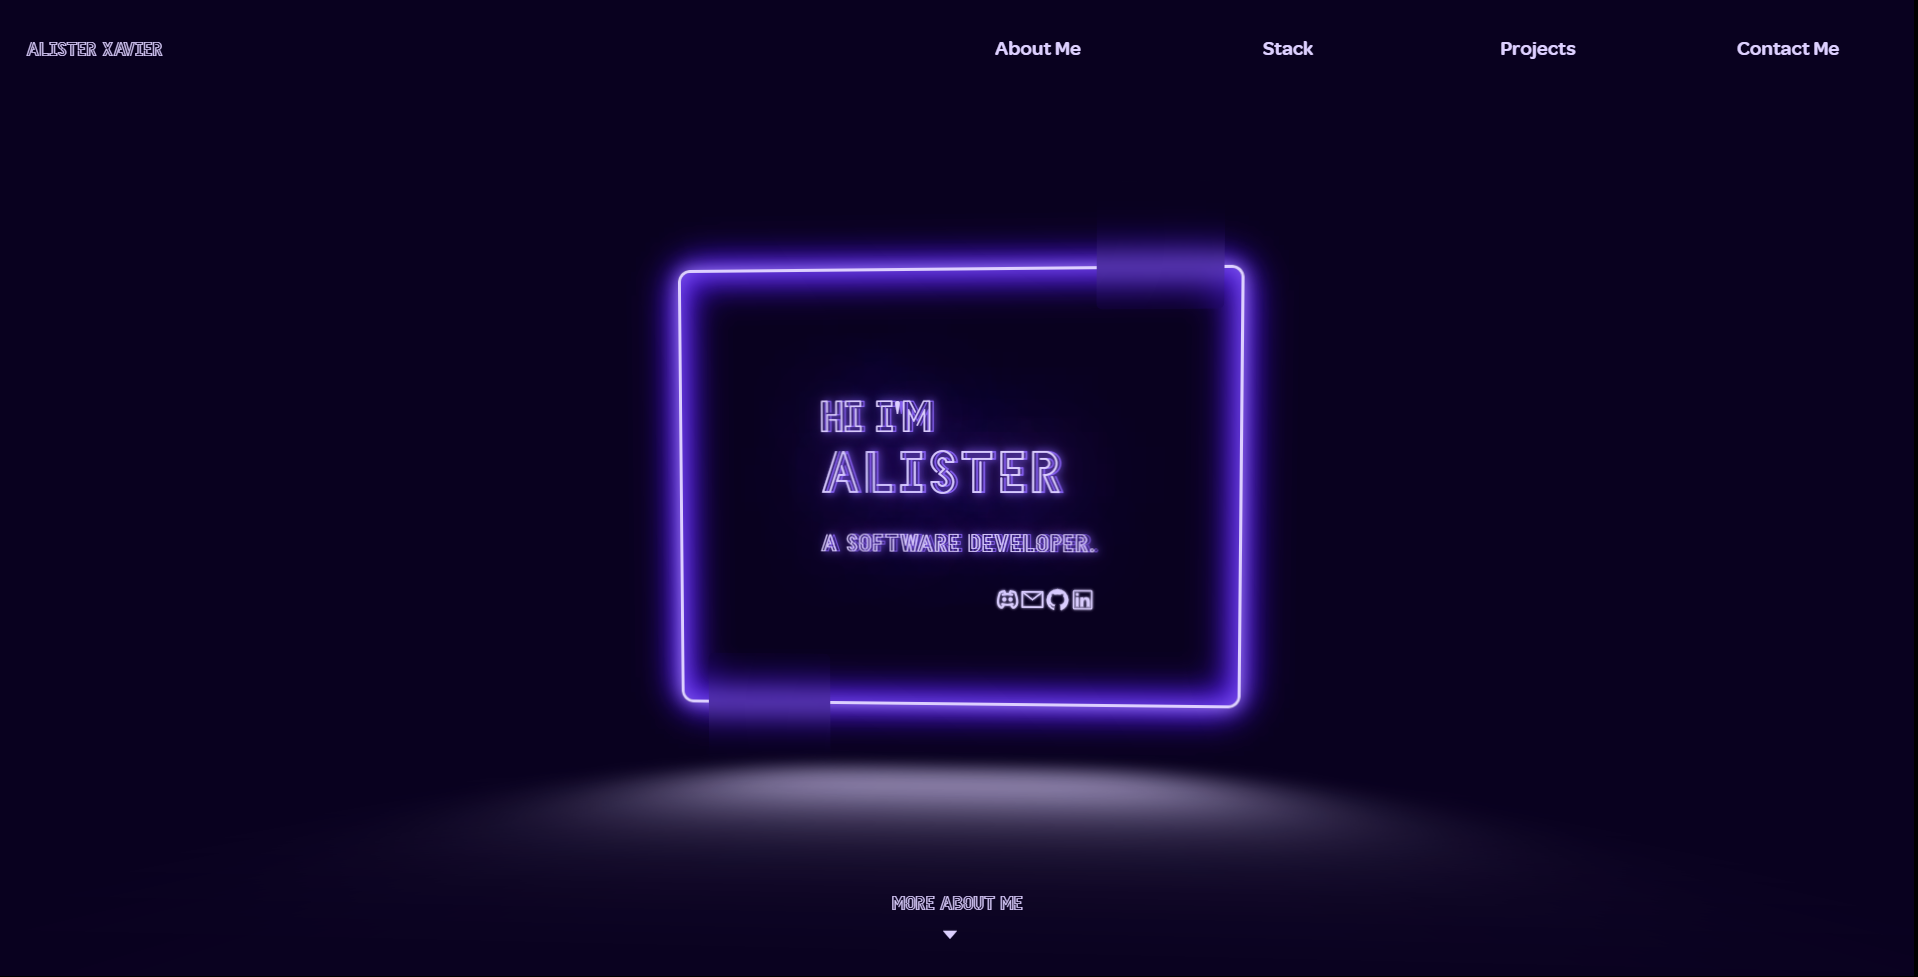 ALISTER XAVIER
About Me
Stack
Projects
Contact Me
HI I'M
ALISTER
A SOFTWARE DEVELOPER.
MORE ABOUT ME